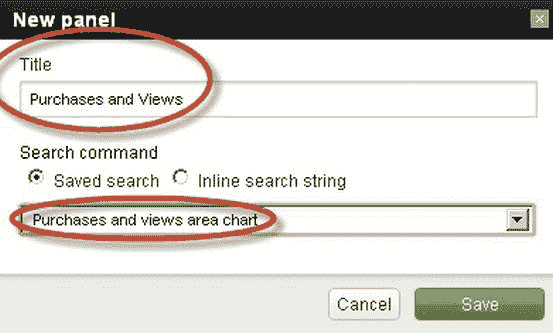 New panel
Title
Purchases and Views
Search command
Saved search Inline search string
Purchases and views area chart
Cancel Save